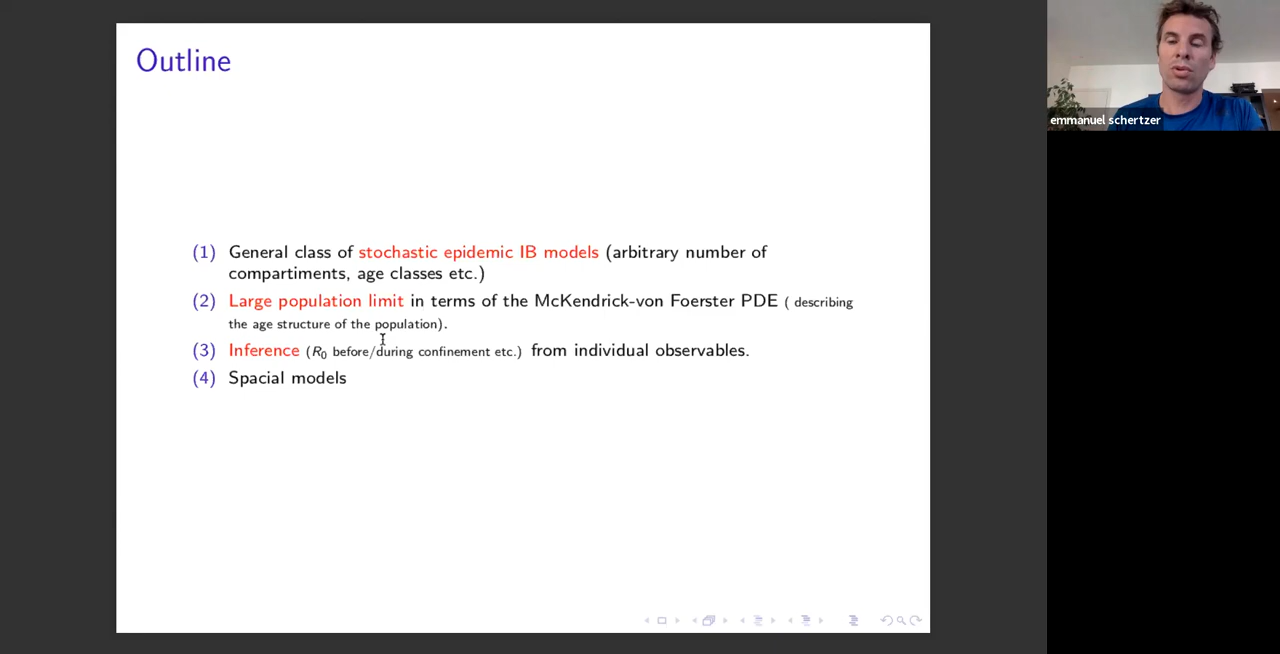 Outline
(1) General class of stochastic epidemic IB models (arbitrary number of
compartiments, age classes etc.)
(2) Large population limit in terms of the McKendrick-von Foerster PDE ( describing
the age structure of the population).
(3) Inference (R₀ before/during confinement etc.) from individual observables.
(4) Spacial models
emmanuel schertzer